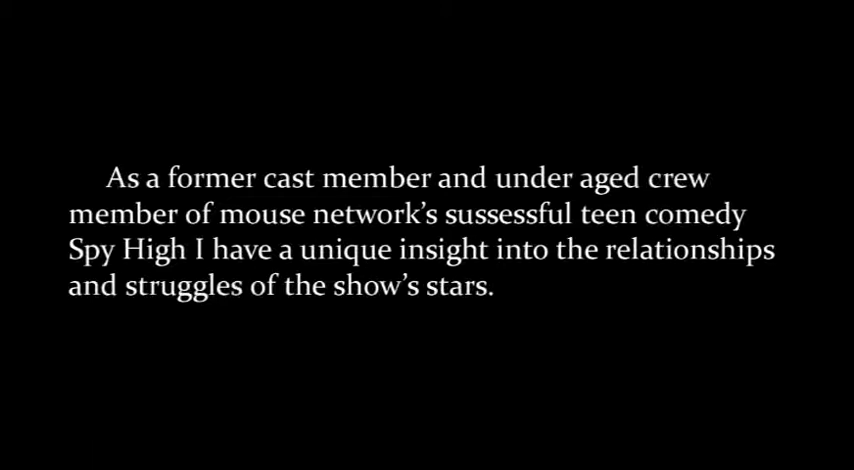 As a former cast member and under aged crew
member of mouse network’s sussessful teen comedy
Spy High I have a unique insight into the relationships
and struggles of the show’s stars.